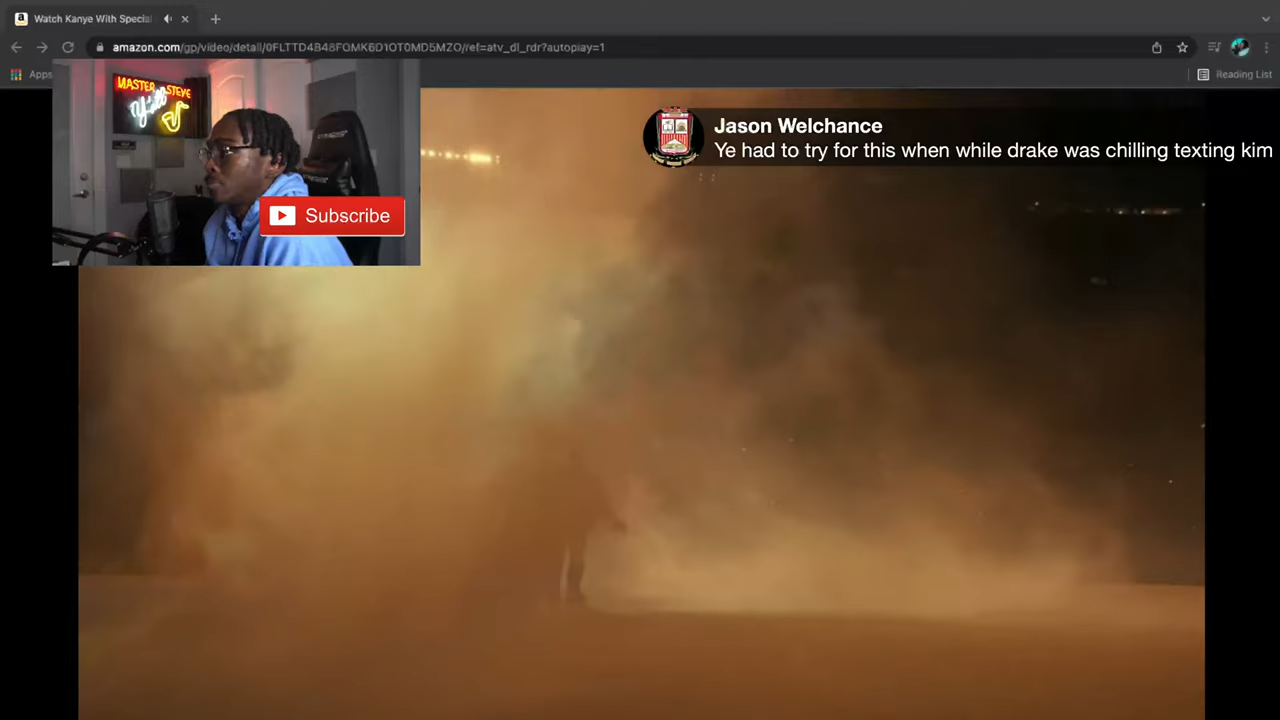 Watch Kanye With Special
amazon.com/gp/video/detail/0FLTTD4B48FOMK6D1OT0MD5MZO/ref=atv_dl_rdr?autoplay=1
Apps
Reading List
MASTER STEVE
Y'all
Subscribe
Jason Welchance
Ye had to try for this when while drake was chilling texting kim